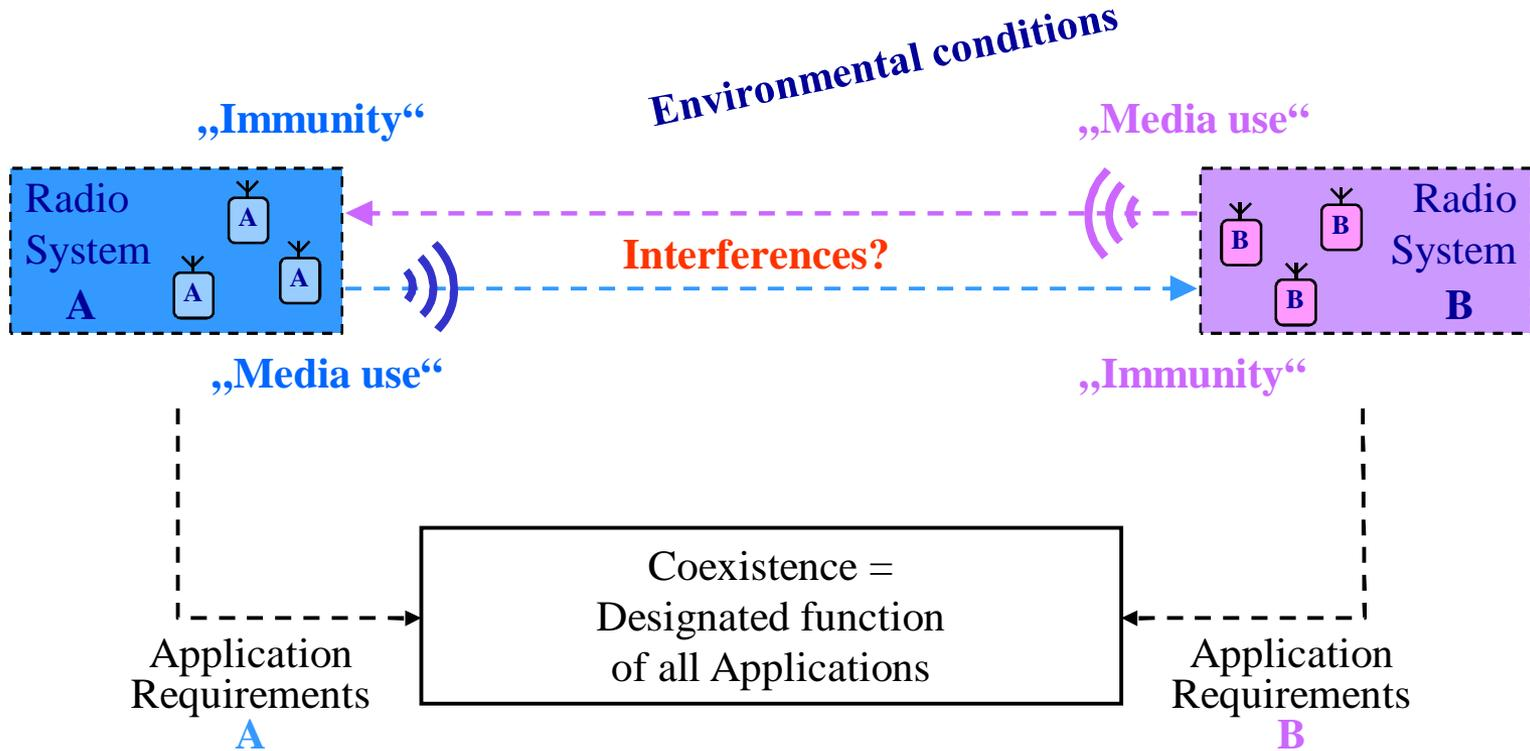 Environmental conditions
„Immunity“
„Media use“
Radio
System
A
A
A
A
Interferences?
B
B
B
Radio
System
B
„Media use“
„Immunity“
Coexistence =
Designated function
of all Applications
Application
Requirements
A
Application
Requirements
B